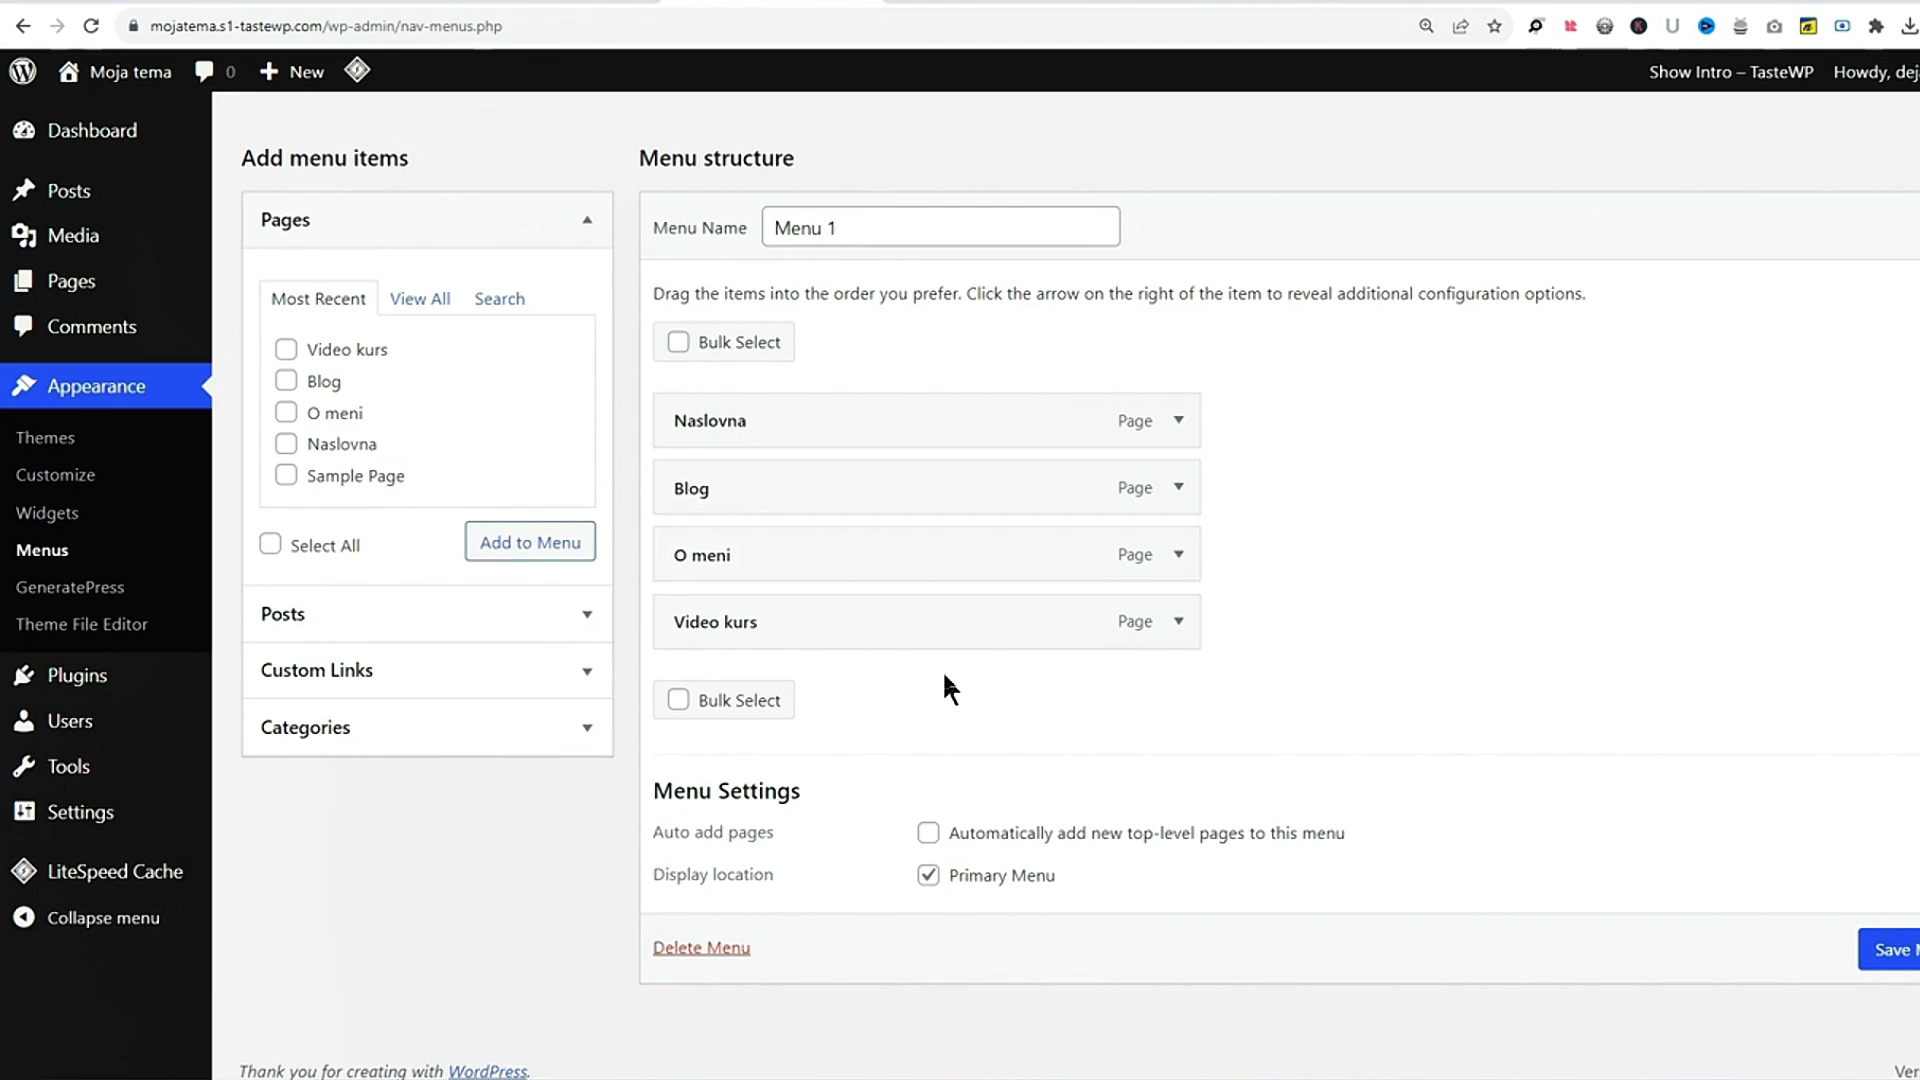 mojatema.s1-tastewp.com/wp-admin/nav-menus.php
Moja tema
0
New
Show Intro – TasteWP
Howdy, dej
Dashboard
Posts
Media
Pages
Comments
Appearance
Themes
Customize
Widgets
Menus
GeneratePress
Theme File Editor
Plugins
Users
Tools
Settings
LiteSpeed Cache
Collapse menu
Add menu items
Pages
Most Recent
View All
Search
Video kurs
Blog
O meni
Naslovna
Sample Page
Select All
Add to Menu
Posts
Custom Links
Categories
Menu structure
Menu Name
Menu 1
Drag the items into the order you prefer. Click the arrow on the right of the item to reveal additional configuration options.
Bulk Select
Naslovna Page
Blog Page
O meni Page
Video kurs Page
Bulk Select
Menu Settings
Auto add pages
Automatically add new top-level pages to this menu
Display location
Primary Menu
Delete Menu
Save
Thank you for creating with WordPress.
Ver